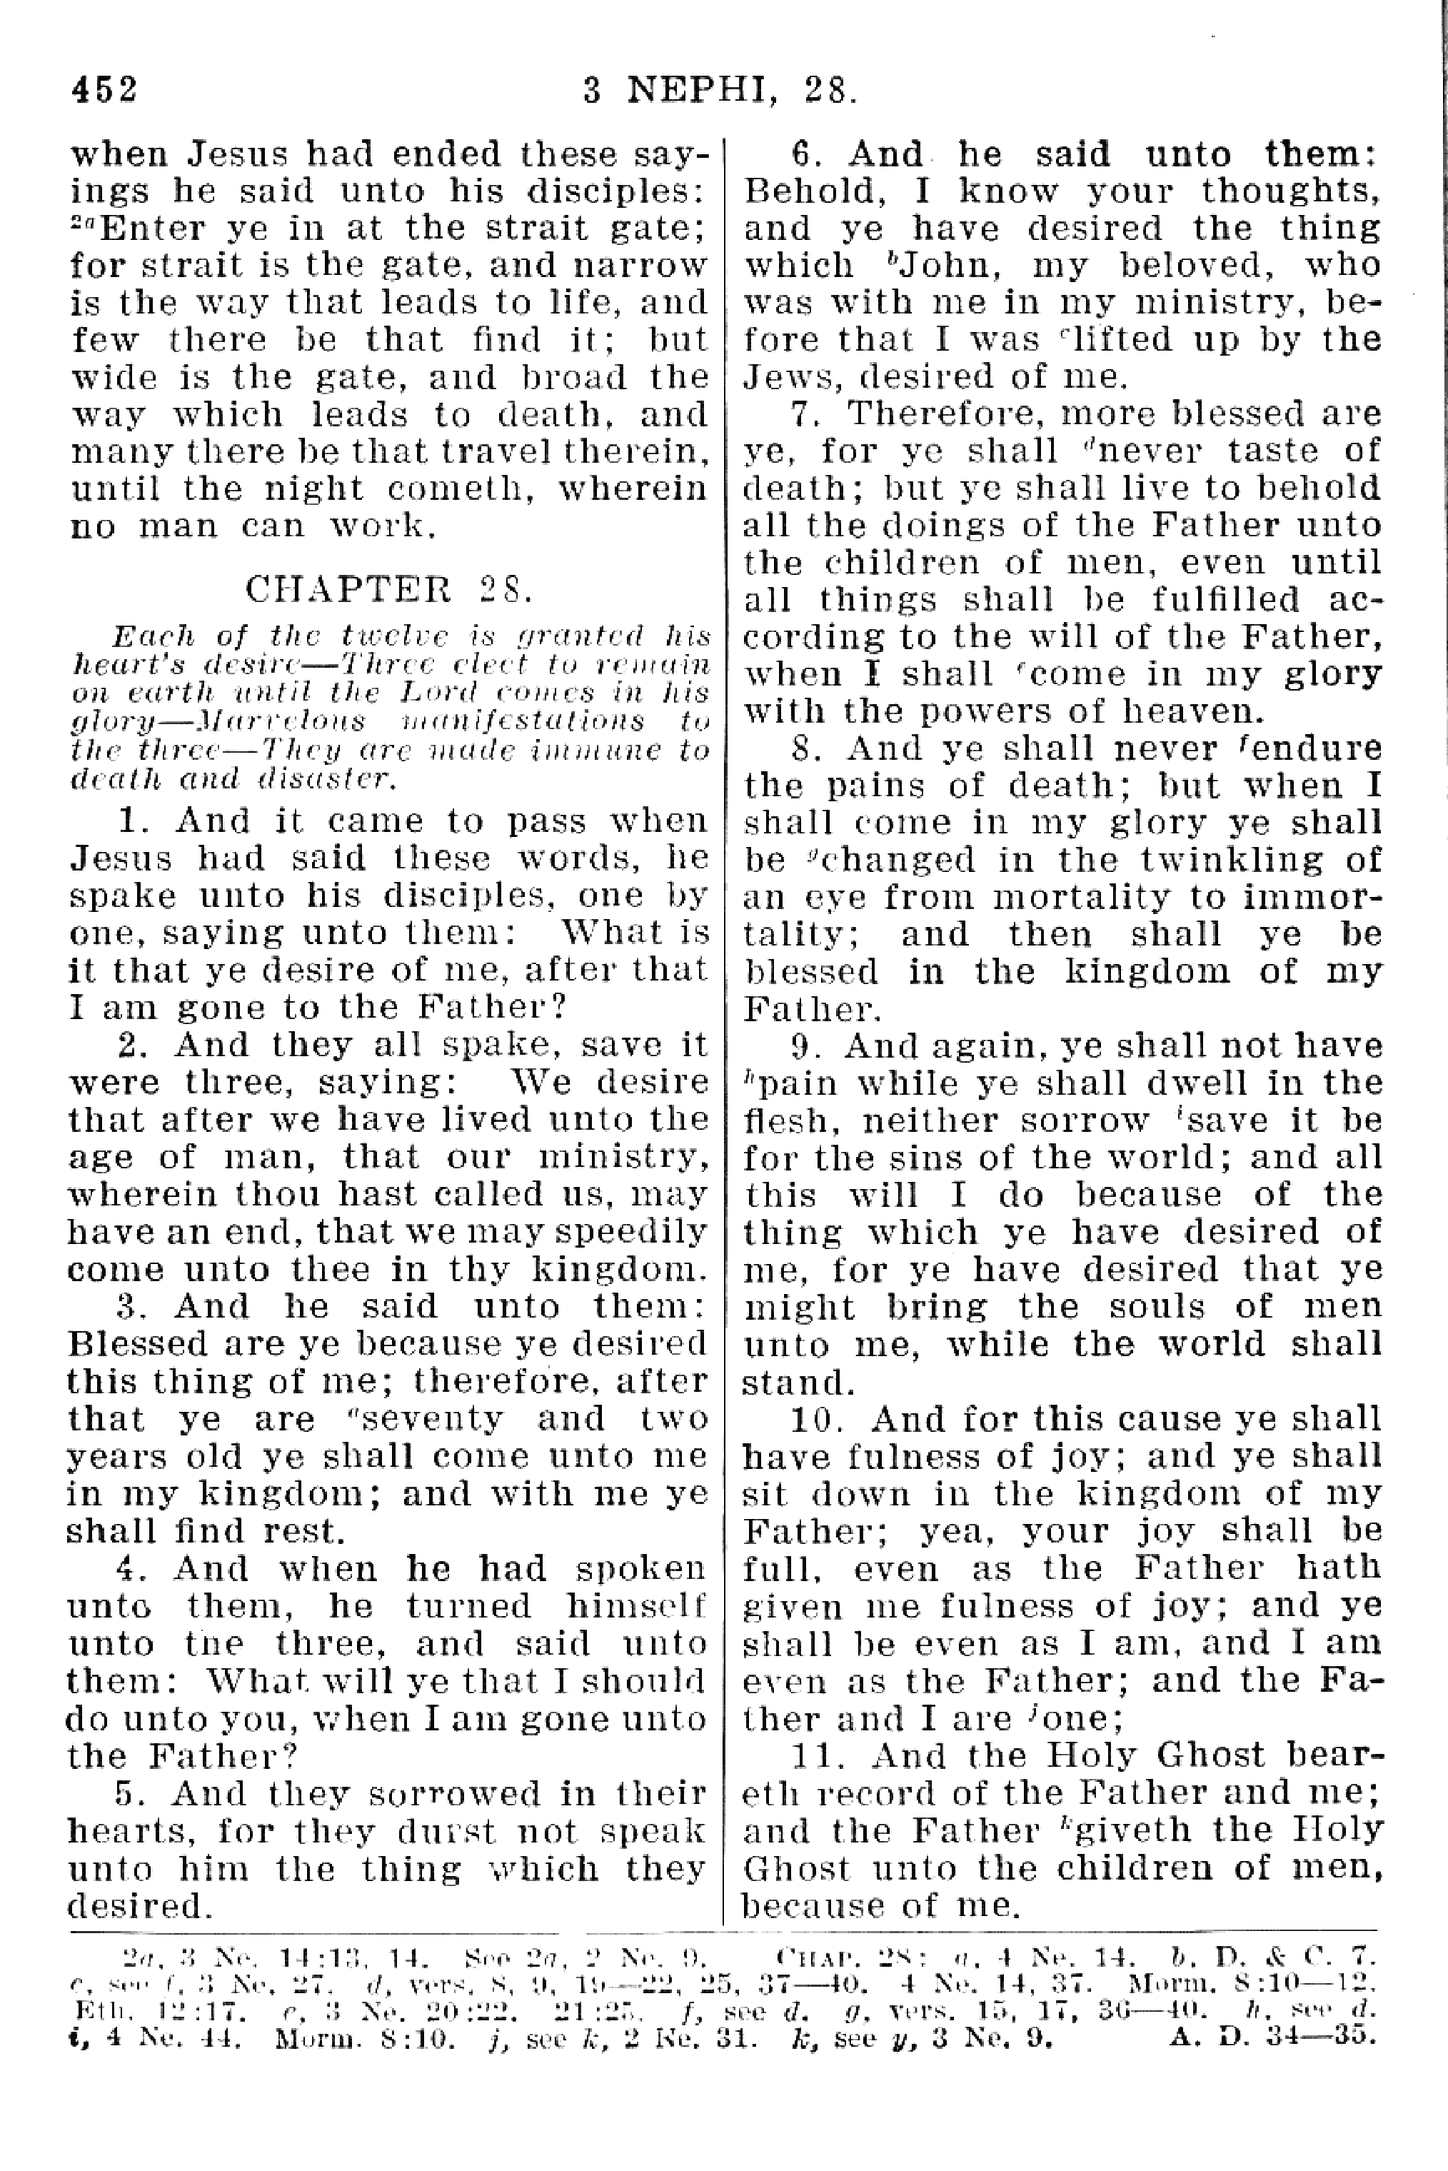 452
3 NEPHI, 28.
when Jesus had ended these say-
ings he said unto his disciples:
2aEnter ye in at the strait gate;
for strait is the gate, and narrow
is the way that leads to life, and
few there be that find it; but
wide is the gate, and broad the
way which leads to death, and
many there be that travel therein,
until the night cometh, wherein
no man can work.
CHAPTER 28.
Each of the twelve is granted his
heart's desire—Three elect to remain
on earth until the Lord comes in his
glory—Marvelous manifestations to
the three—They are made immune to
death and disaster.
1. And it came to pass when
Jesus had said these words, he
spake unto his disciples, one by
one, saying unto them: What is
it that ye desire of me, after that
I am gone to the Father?
2. And they all spake, save it
were three, saying: We desire
that after we have lived unto the
age of man, that our ministry,
wherein thou hast called us, may
have an end, that we may speedily
come unto thee in thy kingdom.
3. And he said unto them:
Blessed are ye because ye desired
this thing of me; therefore, after
that ye are aseventy and two
years old ye shall come unto me
in my kingdom; and with me ye
shall find rest.
4. And when he had spoken
unto them, he turned himself
unto the three, and said unto
them: What will ye that I should
do unto you, when I am gone unto
the Father?
5. And they sorrowed in their
hearts, for they durst not speak
unto him the thing which they
desired.
6. And he said unto them:
Behold, I know your thoughts,
and ye have desired the thing
which bJohn, my beloved, who
was with me in my ministry, be-
fore that I was clifted up by the
Jews, desired of me.
7. Therefore, more blessed are
ye, for ye shall dnever taste of
death; but ye shall live to behold
all the doings of the Father unto
the children of men, even until
all things shall be fulfilled ac-
cording to the will of the Father,
when I shall ecome in my glory
with the powers of heaven.
8. And ye shall never fendure
the pains of death; but when I
shall come in my glory ye shall
be gchanged in the twinkling of
an eye from mortality to immor-
tality; and then shall ye be
blessed in the kingdom of my
Father.
9. And again, ye shall not have
hpain while ye shall dwell in the
flesh, neither sorrow isave it be
for the sins of the world; and all
this will I do because of the
thing which ye have desired of
me, for ye have desired that ye
might bring the souls of men
unto me, while the world shall
stand.
10. And for this cause ye shall
have fulness of joy; and ye shall
sit down in the kingdom of my
Father; yea, your joy shall be
full, even as the Father hath
given me fulness of joy; and ye
shall be even as I am, and I am
even as the Father; and the Fa-
ther and I are jone;
11. And the Holy Ghost bear-
eth record of the Father and me;
and the Father kgiveth the Holy
Ghost unto the children of men,
because of me.
2a, 3 Ne. 14:13, 14. See 2a, 2 Ne. 9. CHAP. 28: a, 4 Ne. 14. b, D. & C. 7.
c, see f, 3 Ne. 27. d, vers. 8, 9, 19—22, 25, 37—40. 4 Ne. 14, 37. Morm. 8:10—12.
Eth. 12:17. e, 3 Ne. 20:22. 21:25. f, see d. g, vers. 15, 17, 36—40. h, see d.
i, 4 Ne. 44. Morm. 8:10. j, see k, 2 Ne. 31. k, see y, 3 Ne. 9. A. D. 34—35.